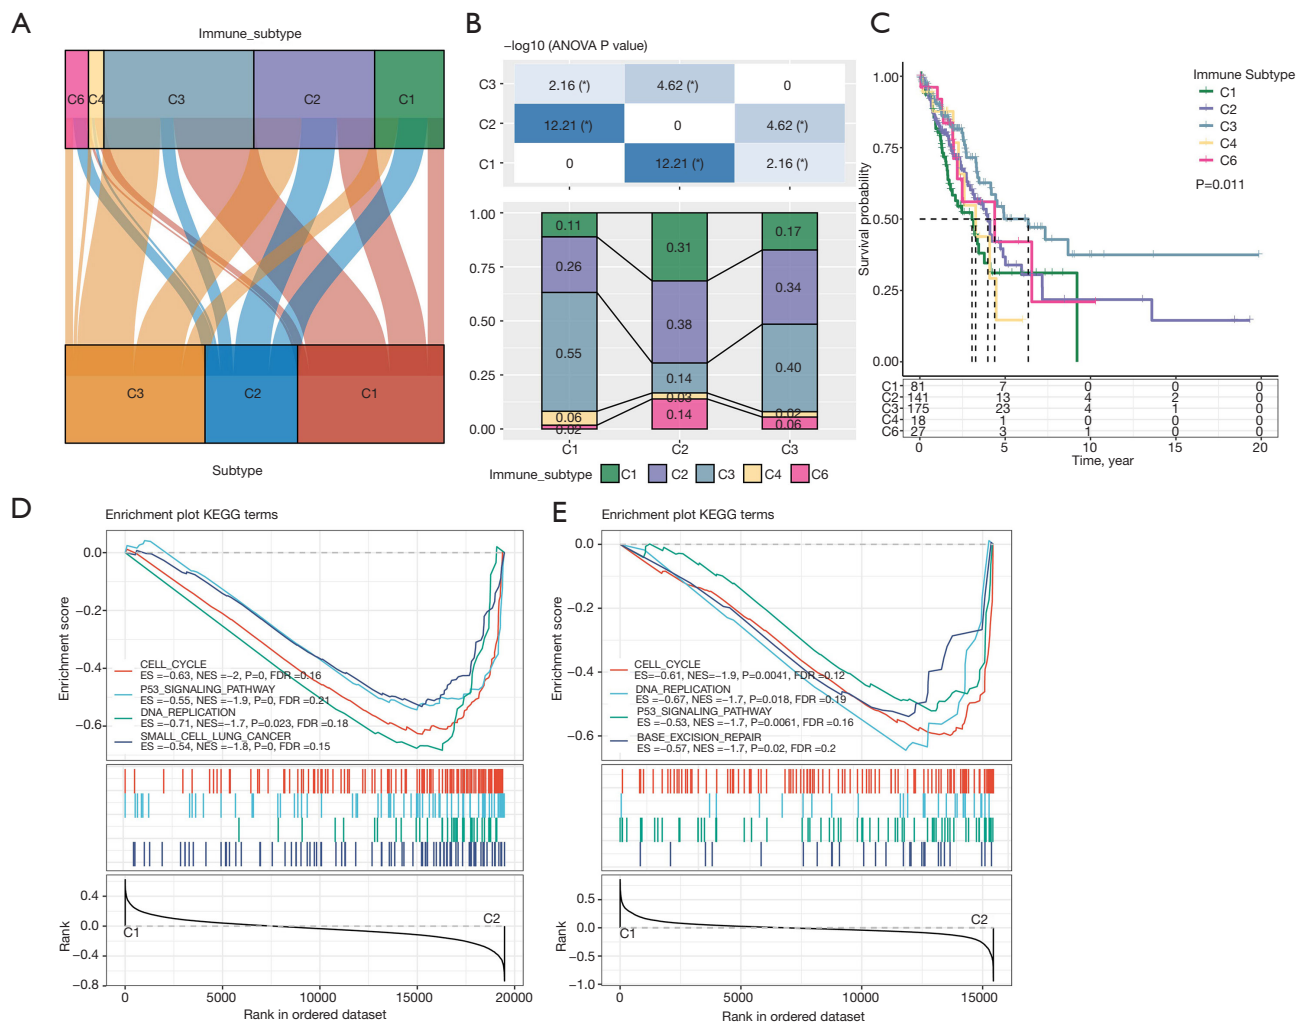 A
Immune_subtype
C6
C4
C3
C2
C1
C3
C2
C1
Subtype
B
−log10 (ANOVA P value)
C3
2.16 (*)
4.62 (*)
0
C2
12.21 (*)
0
4.62 (*)
C1
0
12.21 (*)
2.16 (*)
1.00
0.75
0.50
0.25
0.00
0.11
0.26
0.55
0.06
0.02
0.31
0.38
0.14
0.03
0.14
0.17
0.34
0.40
0.02
0.06
C1
C2
C3
Immune_subtype C1 C2 C3 C4 C6
C
Survival probability
1.00
0.75
0.50
0.25
0.00
Immune Subtype
C1
C2
C3
C4
C6
P=0.011
C1 81 7 0 0 0
C2 141 13 4 2 0
C3 175 23 4 1 0
C4 18 1 0 0 0
C6 27 3 1 0 0
0 5 10 15 20
Time, year
D
Enrichment plot KEGG terms
Enrichment score
0.0
−0.2
−0.4
−0.6
CELL_CYCLE
ES =−0.63, NES =−2, P=0, FDR =0.16
P53_SIGNALING_PATHWAY
ES =−0.55, NES =−1.9, P=0, FDR =0.21
DNA_REPLICATION
ES =−0.71, NES=−1.7, P=0.023, FDR =0.18
SMALL_CELL_LUNG_CANCER
ES =−0.54, NES =−1.8, P=0, FDR =0.15
Rank
0.4
0.0
−0.4
−0.8
C1
C2
0 5000 10000 15000 20000
Rank in ordered dataset
E
Enrichment plot KEGG terms
Enrichment score
0.0
−0.2
−0.4
−0.6
CELL_CYCLE
ES=−0.61, NES=−1.9, P=0.0041, FDR =0.12
DNA_REPLICATION
ES =−0.67, NES=−1.7, P=0.018, FDR =0.19
P53_SIGNALING_PATHWAY
ES =−0.53, NES =−1.7, P=0.0061, FDR =0.16
BASE_EXCISION_REPAIR
ES =−0.57, NES =−1.7, P=0.02, FDR =0.2
Rank
0.5
0.0
−0.5
−1.0
C1
C2
0 5000 10000 15000
Rank in ordered dataset